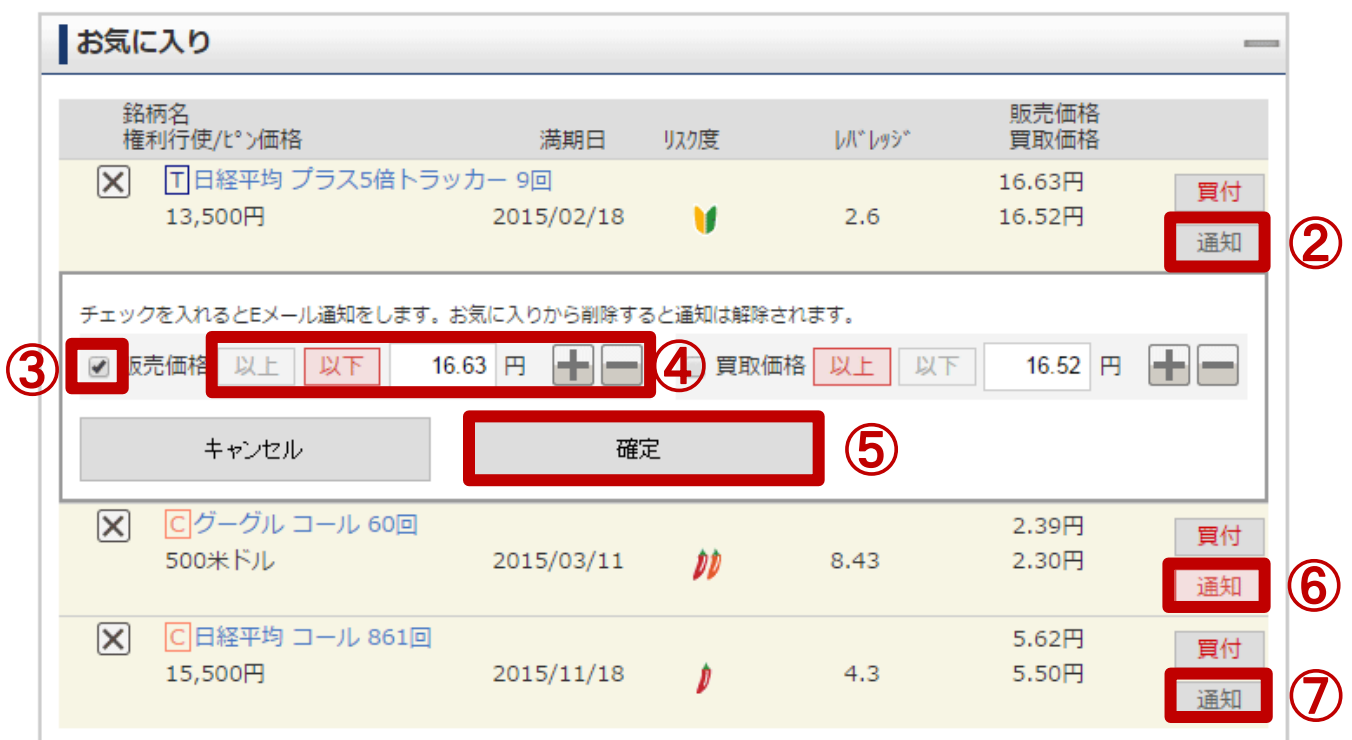 お気に入り
銘柄名 販売価格
権利行使/ﾋﾟﾝ価格 満期日 ﾘｽｸ度 ﾚﾊﾞﾚｯｼﾞ 買取価格
T 日経平均 プラス5倍トラッカー 9回 16.63円 買付
13,500円 2015/02/18 2.6 16.52円
通知 ②
チェックを入れるとEメール通知をします。お気に入りから削除すると通知は解除されます。
③ 販売価格 以上 以下 16.63 円 + − ④ 買取価格 以上 以下 16.52 円 + −
キャンセル 確定 ⑤
C グーグル コール 60回 2.39円 買付
500米ドル 2015/03/11 8.43 2.30円
通知 ⑥
C 日経平均 コール 861回 5.62円 買付
15,500円 2015/11/18 4.3 5.50円
通知 ⑦